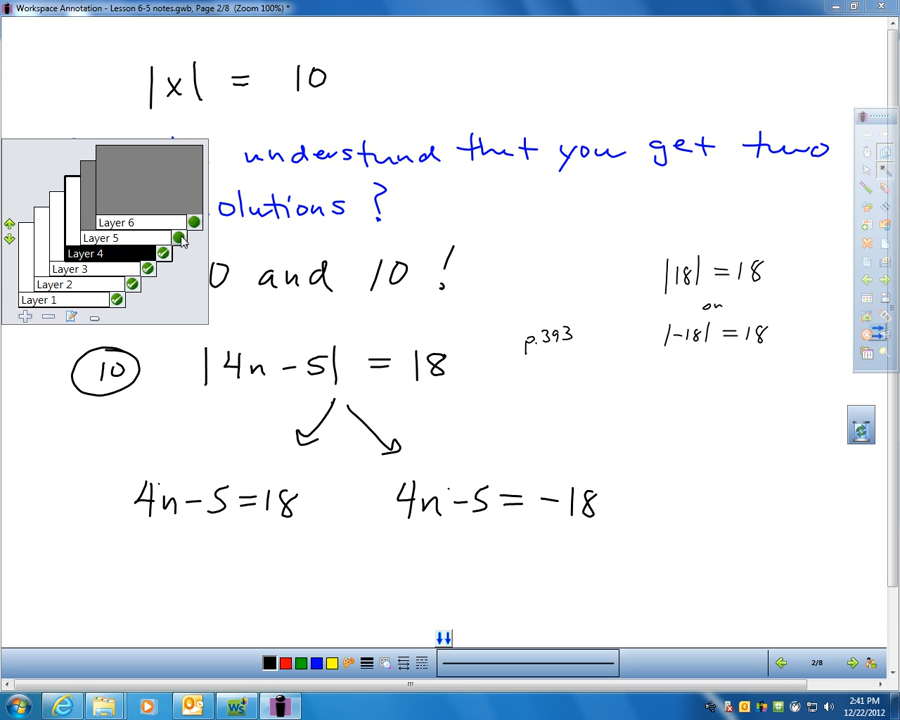 Workspace Annotation - Lesson 6-5 notes.gwb, Page 2/8 (Zoom 100%) *
|x| = 10
understand that you get two
olutions ?
0 and 10 !
Layer 6
Layer 5
Layer 4
Layer 3
Layer 2
Layer 1
|18| = 18
or
|-18| = 18
p.393
10 |4n - 5| = 18
4n - 5 = 18 4n - 5 = -18
2/8
2:41 PM
12/22/2012